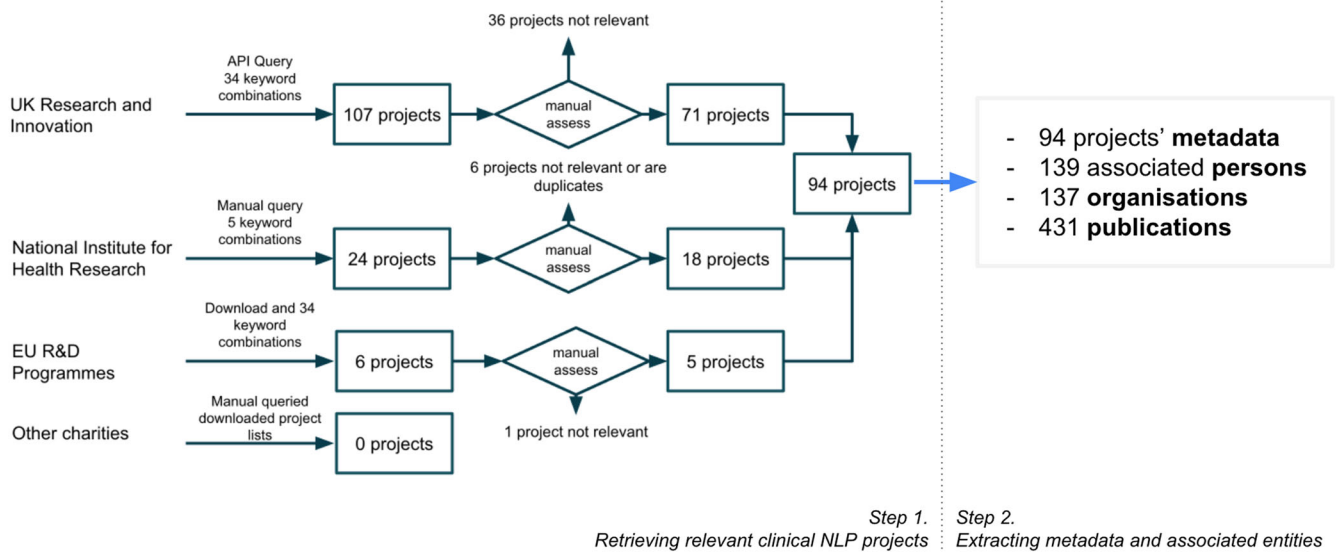 36 projects not relevant
API Query
34 keyword
combinations
UK Research and
Innovation
107 projects
manual
assess
71 projects
6 projects not relevant or are
duplicates
94 projects
Manual query
5 keyword
combinations
National Institute for
Health Research
24 projects
manual
assess
18 projects
Download and 34
keyword
combinations
EU R&D
Programmes
6 projects
manual
assess
5 projects
1 project not relevant
Manual queried
downloaded project
lists
Other charities
0 projects
- 94 projects’ metadata
- 139 associated persons
- 137 organisations
- 431 publications
Step 1.
Retrieving relevant clinical NLP projects
Step 2.
Extracting metadata and associated entities